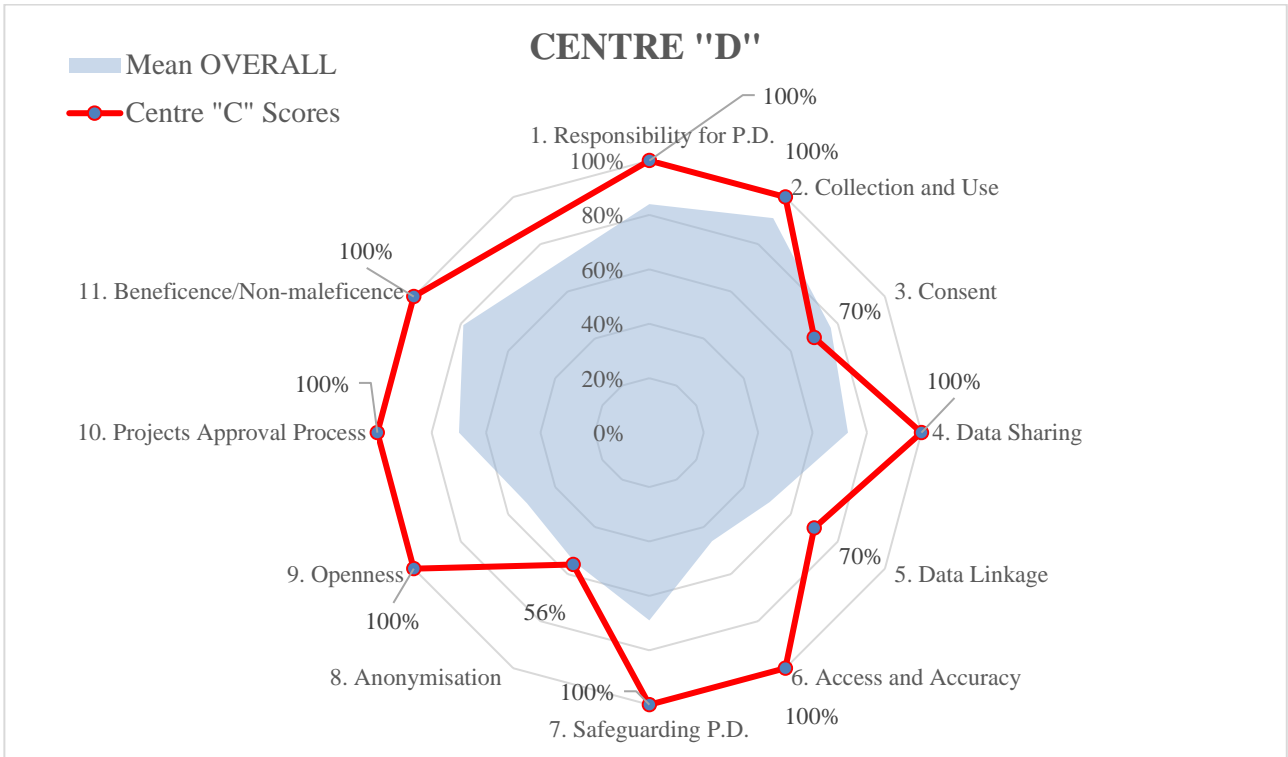 CENTRE "D"
Mean OVERALL
Centre "C" Scores
100%
1. Responsibility for P.D.
100%
100%
2. Collection and Use
80%
60%
40%
20%
0%
3. Consent
70%
100%
4. Data Sharing
70%
5. Data Linkage
6. Access and Accuracy
100%
100%
7. Safeguarding P.D.
56%
8. Anonymisation
9. Openness
100%
100%
10. Projects Approval Process
100%
11. Beneficence/Non-maleficence